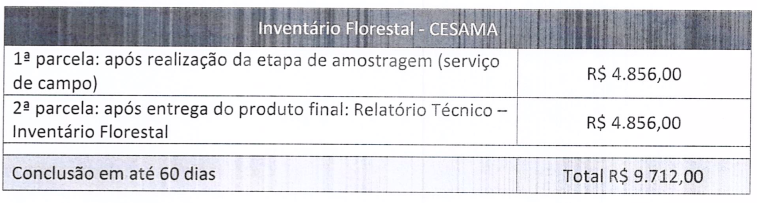 Inventário Florestal - CESAMA
1ª parcela: após realização da etapa de amostragem (serviço
de campo)
R$ 4.856,00
2ª parcela: após entrega do produto final: Relatório Técnico –
Inventário Florestal
R$ 4.856,00
Conclusão em até 60 dias
Total R$ 9.712,00